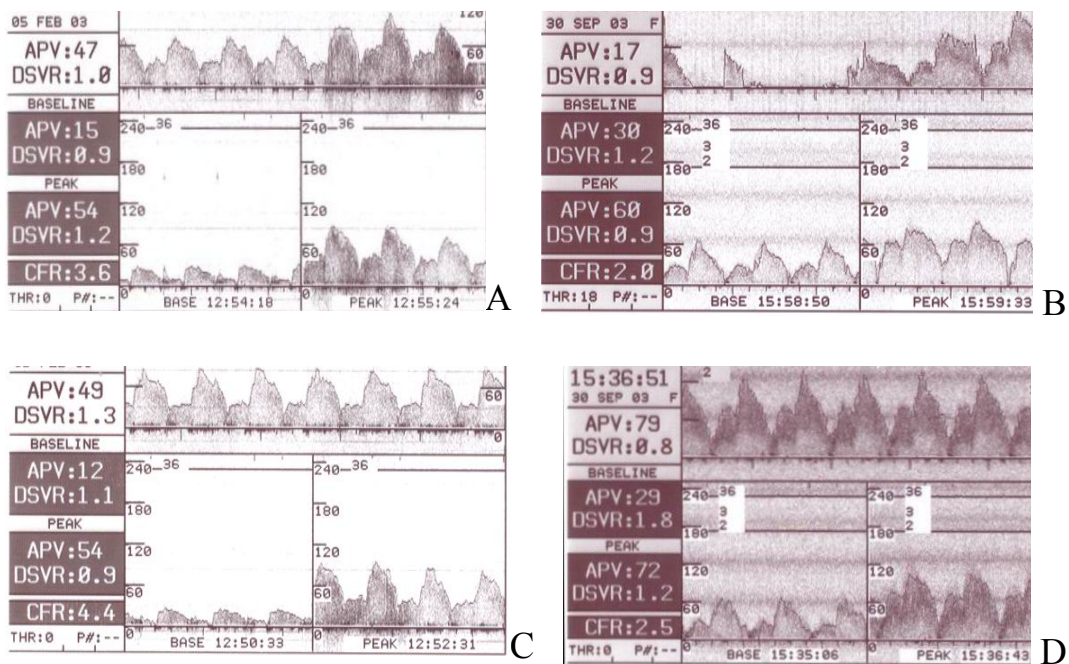 05 FEB 03
APV:47
DSVR:1.0
BASELINE
APV:15
DSVR:0.9
PEAK
APV:54
DSVR:1.2
CFR:3.6
THR:0 P#:--
120
60
0
240 36
180
120
60
0
BASE 12:54:18
PEAK 12:55:24
A
30 SEP 03 F
APV:17
DSVR:0.9
BASELINE
APV:30
DSVR:1.2
PEAK
APV:60
DSVR:0.9
CFR:2.0
THR:18 P#:--
240 36
3
2
180
120
60
0
BASE 15:58:50
240 36
3
2
180
120
60
0
PEAK 15:59:33
B
APV:49
DSVR:1.3
BASELINE
APV:12
DSVR:1.1
PEAK
APV:54
DSVR:0.9
CFR:4.4
THR:0 P#:--
60
0
240 36
180
120
60
0
BASE 12:50:33
240 36
180
120
60
0
PEAK 12:52:31
C
15:36:51
30 SEP 03 F
APV:79
DSVR:0.8
BASELINE
APV:29
DSVR:1.8
PEAK
APV:72
DSVR:1.2
CFR:2.5
THR:0 P#:--
2
240 36
3
2
180
120
60
0
BASE 15:35:06
240 36
3
2
180
120
60
0
PEAK 15:36:43
D